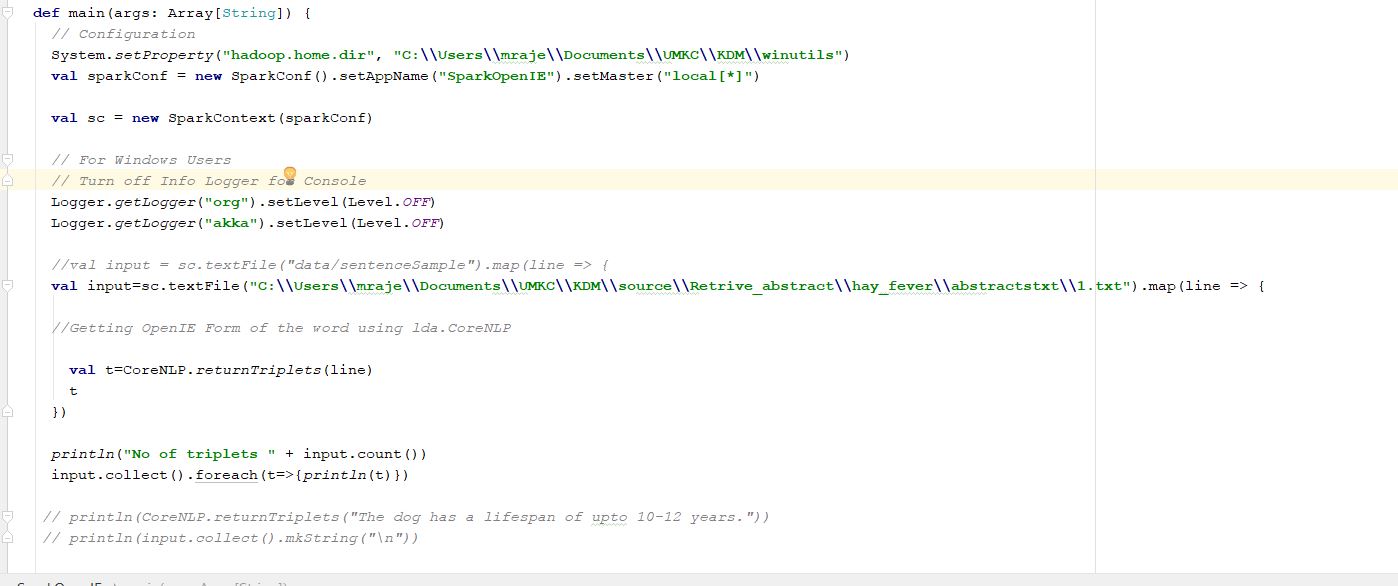 def main(args: Array[String]) {
// Configuration
System.setProperty("hadoop.home.dir", "C:\\Users\\mraje\\Documents\\UMKC\\KDM\\winutils")
val sparkConf = new SparkConf().setAppName("SparkOpenIE").setMaster("local[*]")
val sc = new SparkContext(sparkConf)
// For Windows Users
// Turn off Info Logger for Console
Logger.getLogger("org").setLevel(Level.OFF)
Logger.getLogger("akka").setLevel(Level.OFF)
//val input = sc.textFile("data/sentenceSample").map(line => {
val input=sc.textFile("C:\\Users\\mraje\\Documents\\UMKC\\KDM\\source\\Retrive_abstract\\hay_fever\\abstractstxt\\1.txt").map(line => {
//Getting OpenIE Form of the word using lda.CoreNLP
val t=CoreNLP.returnTriplets(line)
t
})
println("No of triplets " + input.count())
input.collect().foreach(t=>{println(t)})
// println(CoreNLP.returnTriplets("The dog has a lifespan of upto 10-12 years."))
// println(input.collect().mkString("\n"))